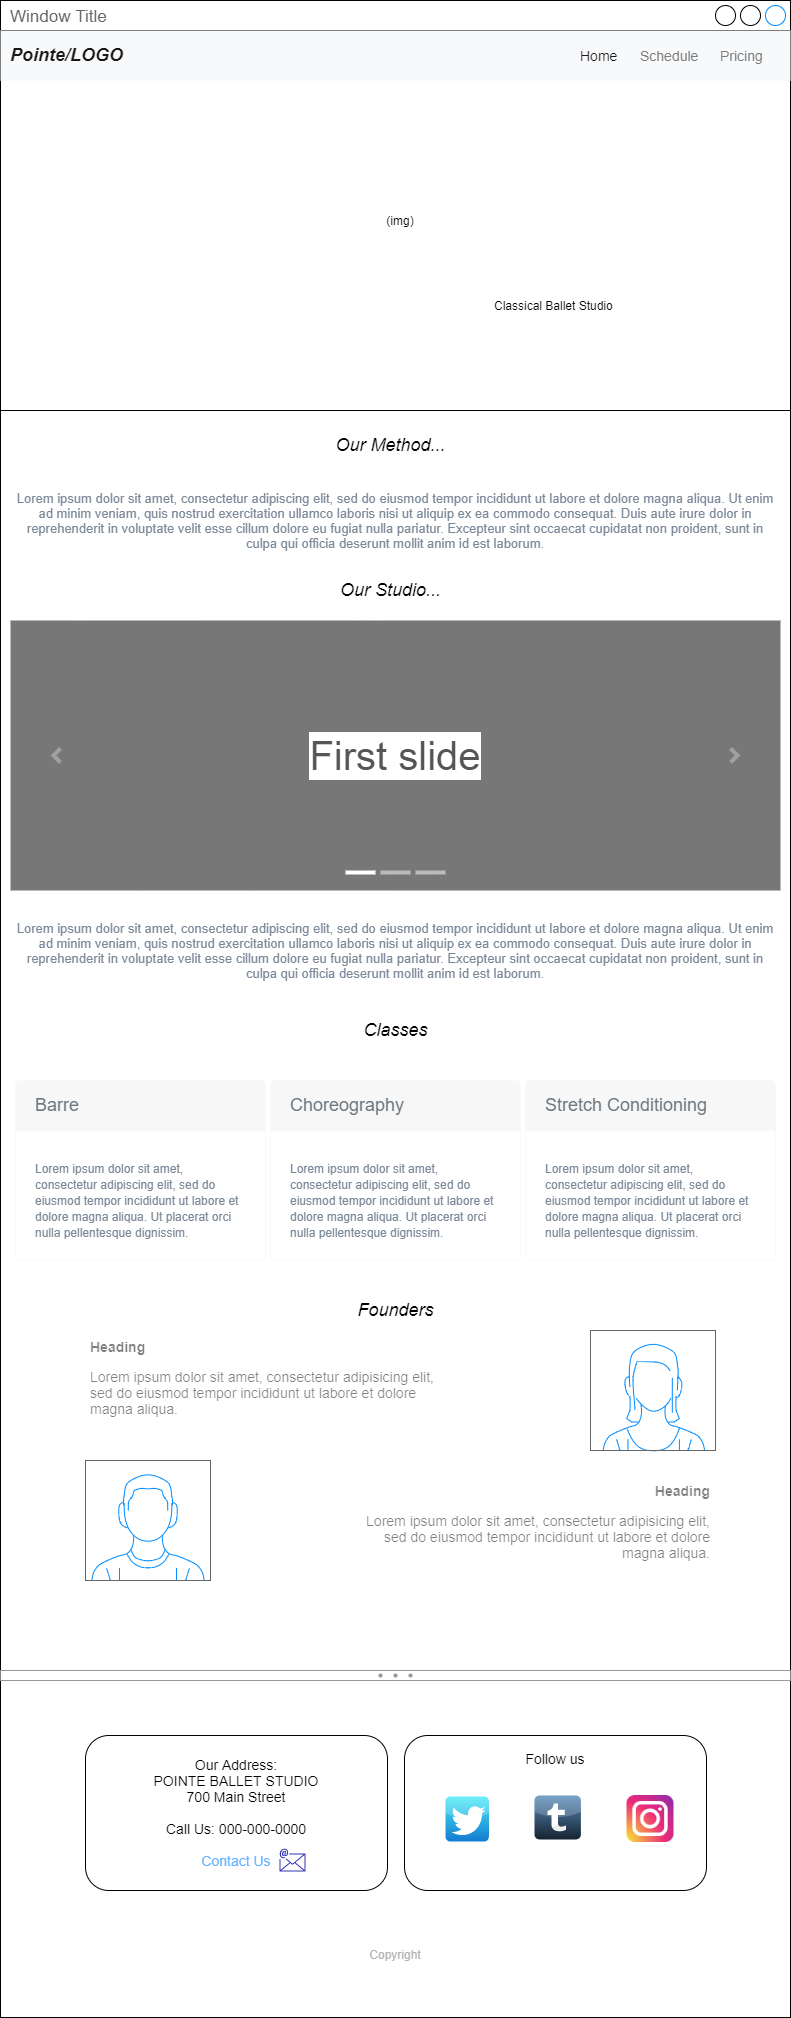 Window Title
Pointe/LOGO
Home Schedule Pricing
(img)
Classical Ballet Studio
Our Method...
Lorem ipsum dolor sit amet, consectetur adipiscing elit, sed do eiusmod tempor incididunt ut labore et dolore magna aliqua. Ut enim
ad minim veniam, quis nostrud exercitation ullamco laboris nisi ut aliquip ex ea commodo consequat. Duis aute irure dolor in
reprehenderit in voluptate velit esse cillum dolore eu fugiat nulla pariatur. Excepteur sint occaecat cupidatat non proident, sunt in
culpa qui officia deserunt mollit anim id est laborum.
Our Studio...
First slide
Lorem ipsum dolor sit amet, consectetur adipiscing elit, sed do eiusmod tempor incididunt ut labore et dolore magna aliqua. Ut enim
ad minim veniam, quis nostrud exercitation ullamco laboris nisi ut aliquip ex ea commodo consequat. Duis aute irure dolor in
reprehenderit in voluptate velit esse cillum dolore eu fugiat nulla pariatur. Excepteur sint occaecat cupidatat non proident, sunt in
culpa qui officia deserunt mollit anim id est laborum.
Classes
Barre
Lorem ipsum dolor sit amet,
consectetur adipiscing elit, sed do
eiusmod tempor incididunt ut labore et
dolore magna aliqua. Ut placerat orci
nulla pellentesque dignissim.
Choreography
Lorem ipsum dolor sit amet,
consectetur adipiscing elit, sed do
eiusmod tempor incididunt ut labore et
dolore magna aliqua. Ut placerat orci
nulla pellentesque dignissim.
Stretch Conditioning
Lorem ipsum dolor sit amet,
consectetur adipiscing elit, sed do
eiusmod tempor incididunt ut labore et
dolore magna aliqua. Ut placerat orci
nulla pellentesque dignissim.
Founders
Heading
Lorem ipsum dolor sit amet, consectetur adipisicing elit,
sed do eiusmod tempor incididunt ut labore et dolore
magna aliqua.
Heading
Lorem ipsum dolor sit amet, consectetur adipisicing elit,
sed do eiusmod tempor incididunt ut labore et dolore
magna aliqua.
Our Address:
POINTE BALLET STUDIO
700 Main Street
Call Us: 000-000-0000
Contact Us @
Follow us
t
Copyright